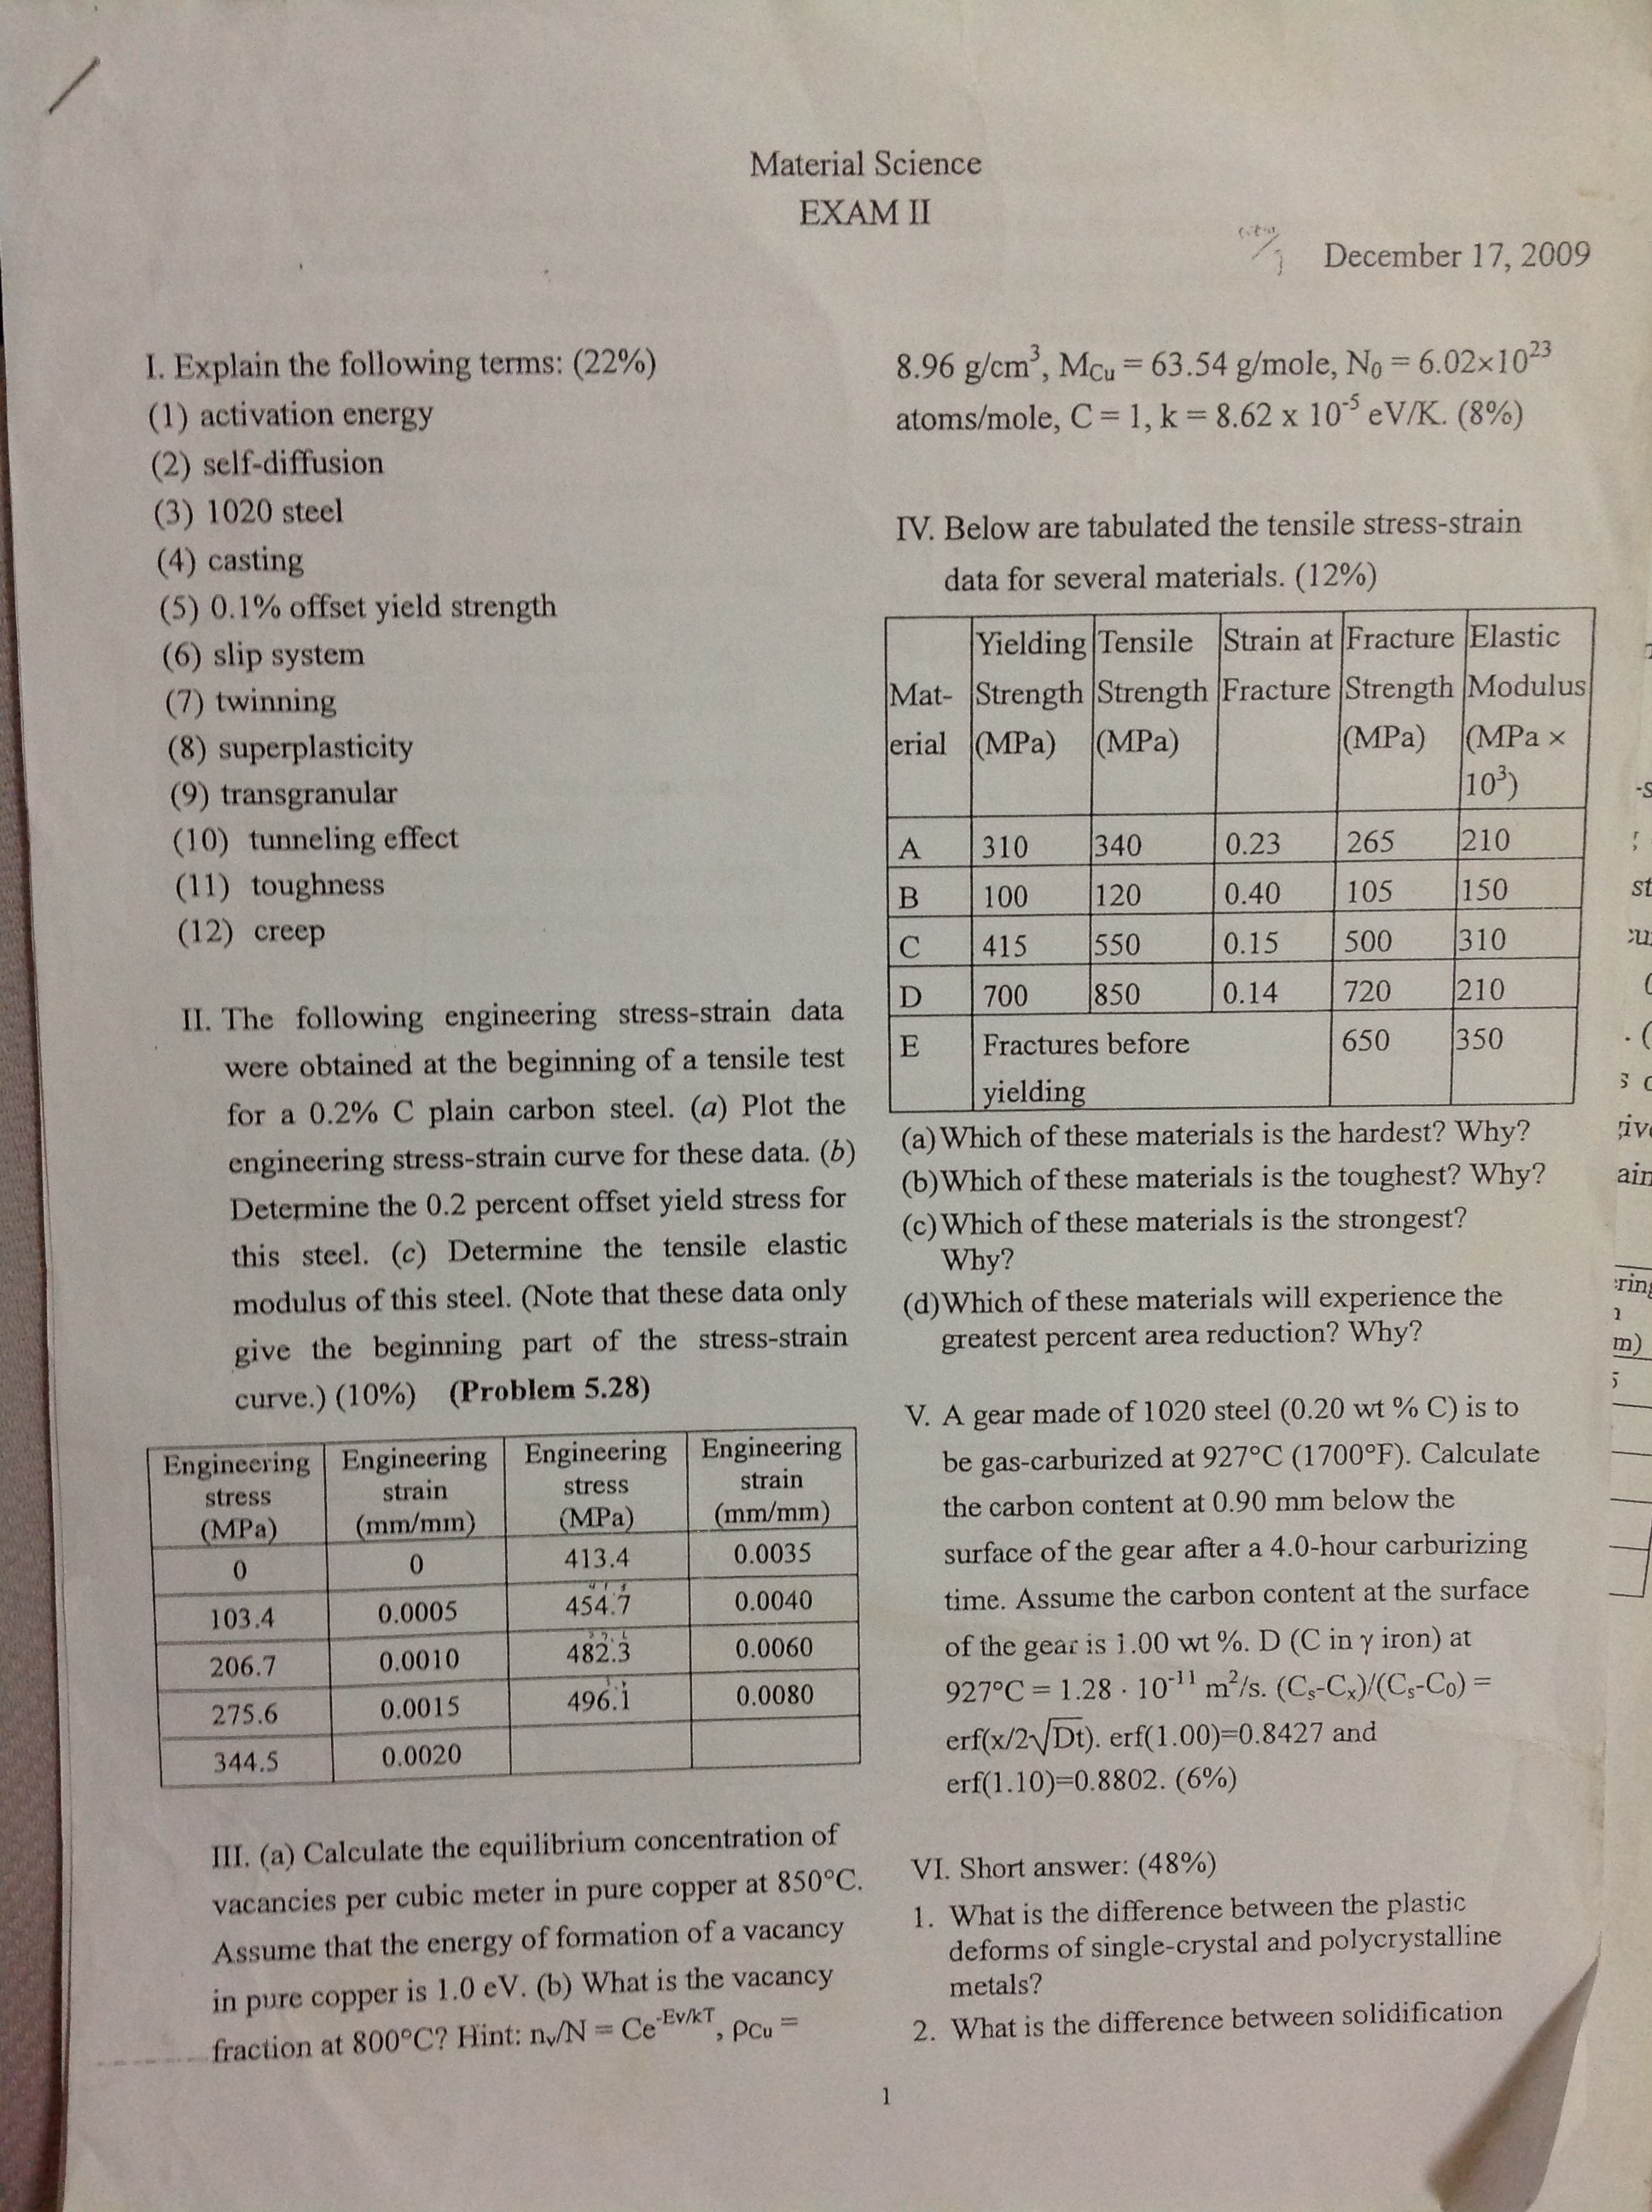 Material Science
EXAM II
December 17, 2009
I. Explain the following terms: (22%)
(1) activation energy
(2) self-diffusion
(3) 1020 steel
(4) casting
(5) 0.1% offset yield strength
(6) slip system
(7) twinning
(8) superplasticity
(9) transgranular
(10) tunneling effect
(11) toughness
(12) creep
II. The following engineering stress-strain data
were obtained at the beginning of a tensile test
for a 0.2% C plain carbon steel. (a) Plot the
engineering stress-strain curve for these data. (b)
Determine the 0.2 percent offset yield stress for
this steel. (c) Determine the tensile elastic
modulus of this steel. (Note that these data only
give the beginning part of the stress-strain
curve.) (10%) (Problem 5.28)
Engineering stress (MPa) Engineering strain (mm/mm) Engineering stress (MPa) Engineering strain (mm/mm)
0 0 413.4 0.0035
103.4 0.0005 454.7 0.0040
206.7 0.0010 482.3 0.0060
275.6 0.0015 496.1 0.0080
344.5 0.0020
III. (a) Calculate the equilibrium concentration of
vacancies per cubic meter in pure copper at 850°C.
Assume that the energy of formation of a vacancy
in pure copper is 1.0 eV. (b) What is the vacancy
fraction at 800°C? Hint: nᵥ/N = Ce^-Ev/kT, ρCu =
8.96 g/cm³, MCu = 63.54 g/mole, N₀ = 6.02×10²³
atoms/mole, C = 1, k = 8.62 x 10⁻⁵ eV/K. (8%)
IV. Below are tabulated the tensile stress-strain
data for several materials. (12%)
Mat-erial Yielding Strength (MPa) Tensile Strength (MPa) Strain at Fracture Fracture Strength (MPa) Elastic Modulus (MPa × 10³)
A 310 340 0.23 265 210
B 100 120 0.40 105 150
C 415 550 0.15 500 310
D 700 850 0.14 720 210
E Fractures before yielding 650 350
(a) Which of these materials is the hardest? Why?
(b) Which of these materials is the toughest? Why?
(c) Which of these materials is the strongest?
Why?
(d) Which of these materials will experience the
greatest percent area reduction? Why?
V. A gear made of 1020 steel (0.20 wt % C) is to
be gas-carburized at 927°C (1700°F). Calculate
the carbon content at 0.90 mm below the
surface of the gear after a 4.0-hour carburizing
time. Assume the carbon content at the surface
of the gear is 1.00 wt %. D (C in γ iron) at
927°C = 1.28 · 10⁻¹¹ m²/s. (Cₛ-Cₓ)/(Cₛ-C₀) =
erf(x/2√Dt). erf(1.00)=0.8427 and
erf(1.10)=0.8802. (6%)
VI. Short answer: (48%)
1. What is the difference between the plastic
deforms of single-crystal and polycrystalline
metals?
2. What is the difference between solidification
1